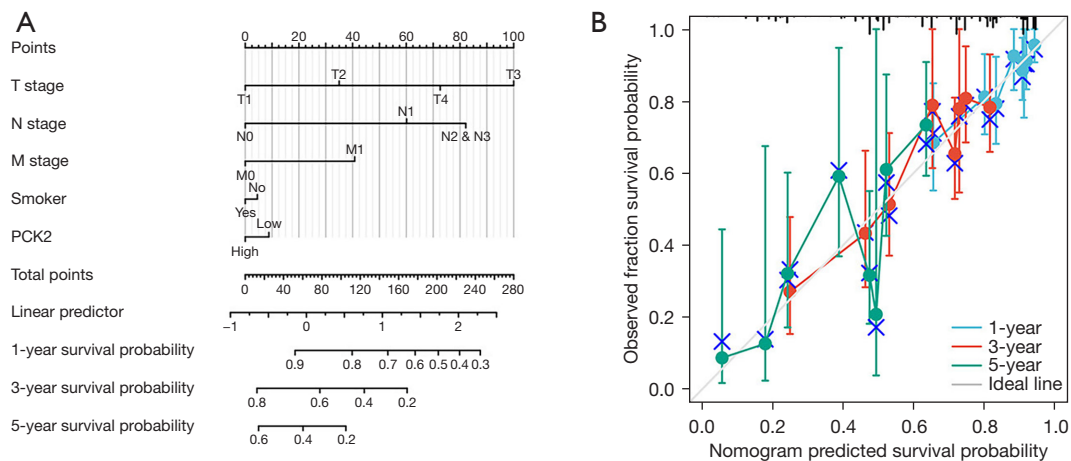 A
Points
0 20 40 60 80 100
T stage
T2 T3
T1 T4
N stage
N1
N0 N2 & N3
M stage
M1
M0
Smoker
No
Yes
PCK2
Low
High
Total points
0 40 80 120 160 200 240 280
Linear predictor
−1 0 1 2
1-year survival probability
0.9 0.8 0.7 0.6 0.5 0.4 0.3
3-year survival probability
0.8 0.6 0.4 0.2
5-year survival probability
0.6 0.4 0.2
B
Observed fraction survival probability
1.0
0.8
0.6
0.4
0.2
0.0
1-year
3-year
5-year
Ideal line
0.0 0.2 0.4 0.6 0.8 1.0
Nomogram predicted survival probability